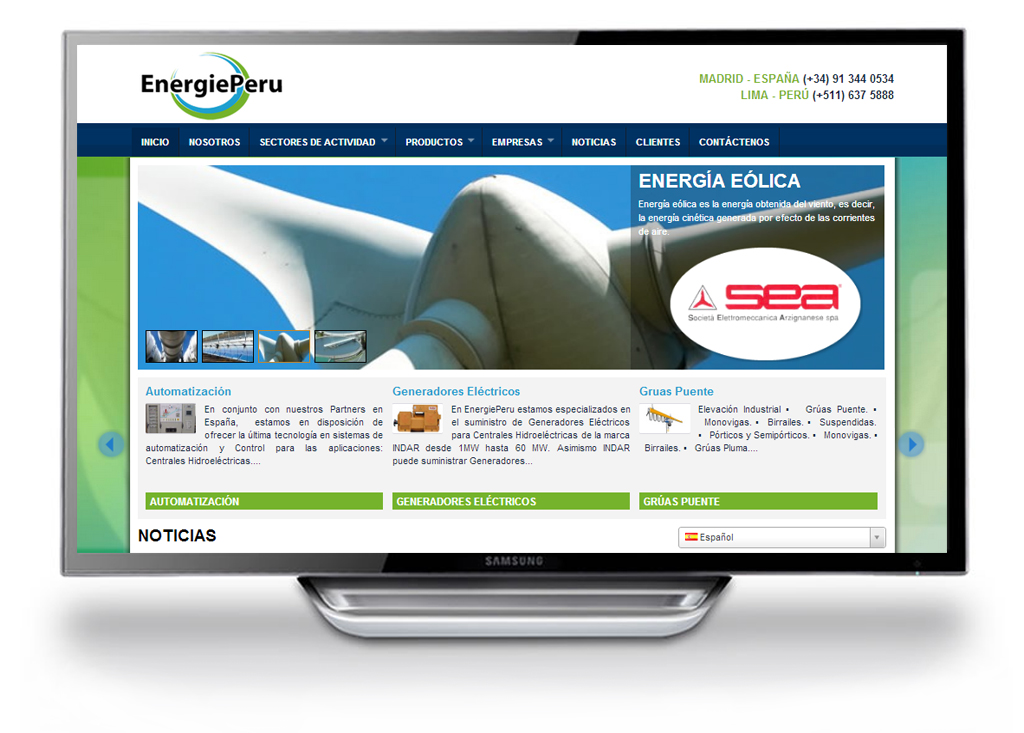 EnergiePeru
MADRID - ESPAÑA (+34) 91 344 0534
LIMA - PERÚ (+511) 637 5888
INICIO NOSOTROS SECTORES DE ACTIVIDAD PRODUCTOS EMPRESAS NOTICIAS CLIENTES CONTÁCTENOS
ENERGÍA EÓLICA
Energía eólica es la energía obtenida del viento, es decir,
la energía cinética generada por efecto de las corrientes
de aire.
sea
Società Elettromeccanica Arzignanese spa
Automatización
En conjunto con nuestros Partners en
España, estamos en disposición de
ofrecer la última tecnología en sistemas de
automatización y Control para las aplicaciones:
Centrales Hidroeléctricas....
AUTOMATIZACIÓN
Generadores Eléctricos
En EnergiePeru estamos especializados en
el suministro de Generadores Eléctricos
para Centrales Hidroeléctricas de la marca
INDAR desde 1MW hasta 60 MW. Asimismo INDAR
puede suministrar Generadores...
GENERADORES ELÉCTRICOS
Gruas Puente
Elevación Industrial • Grúas Puente. •
Monovigas. • Birrailes. • Suspendidas.
• Pórticos y Semipórticos. • Monovigas. •
Birrailes. • Grúas Pluma....
GRÚAS PUENTE
NOTICIAS
Español
SAMSUNG